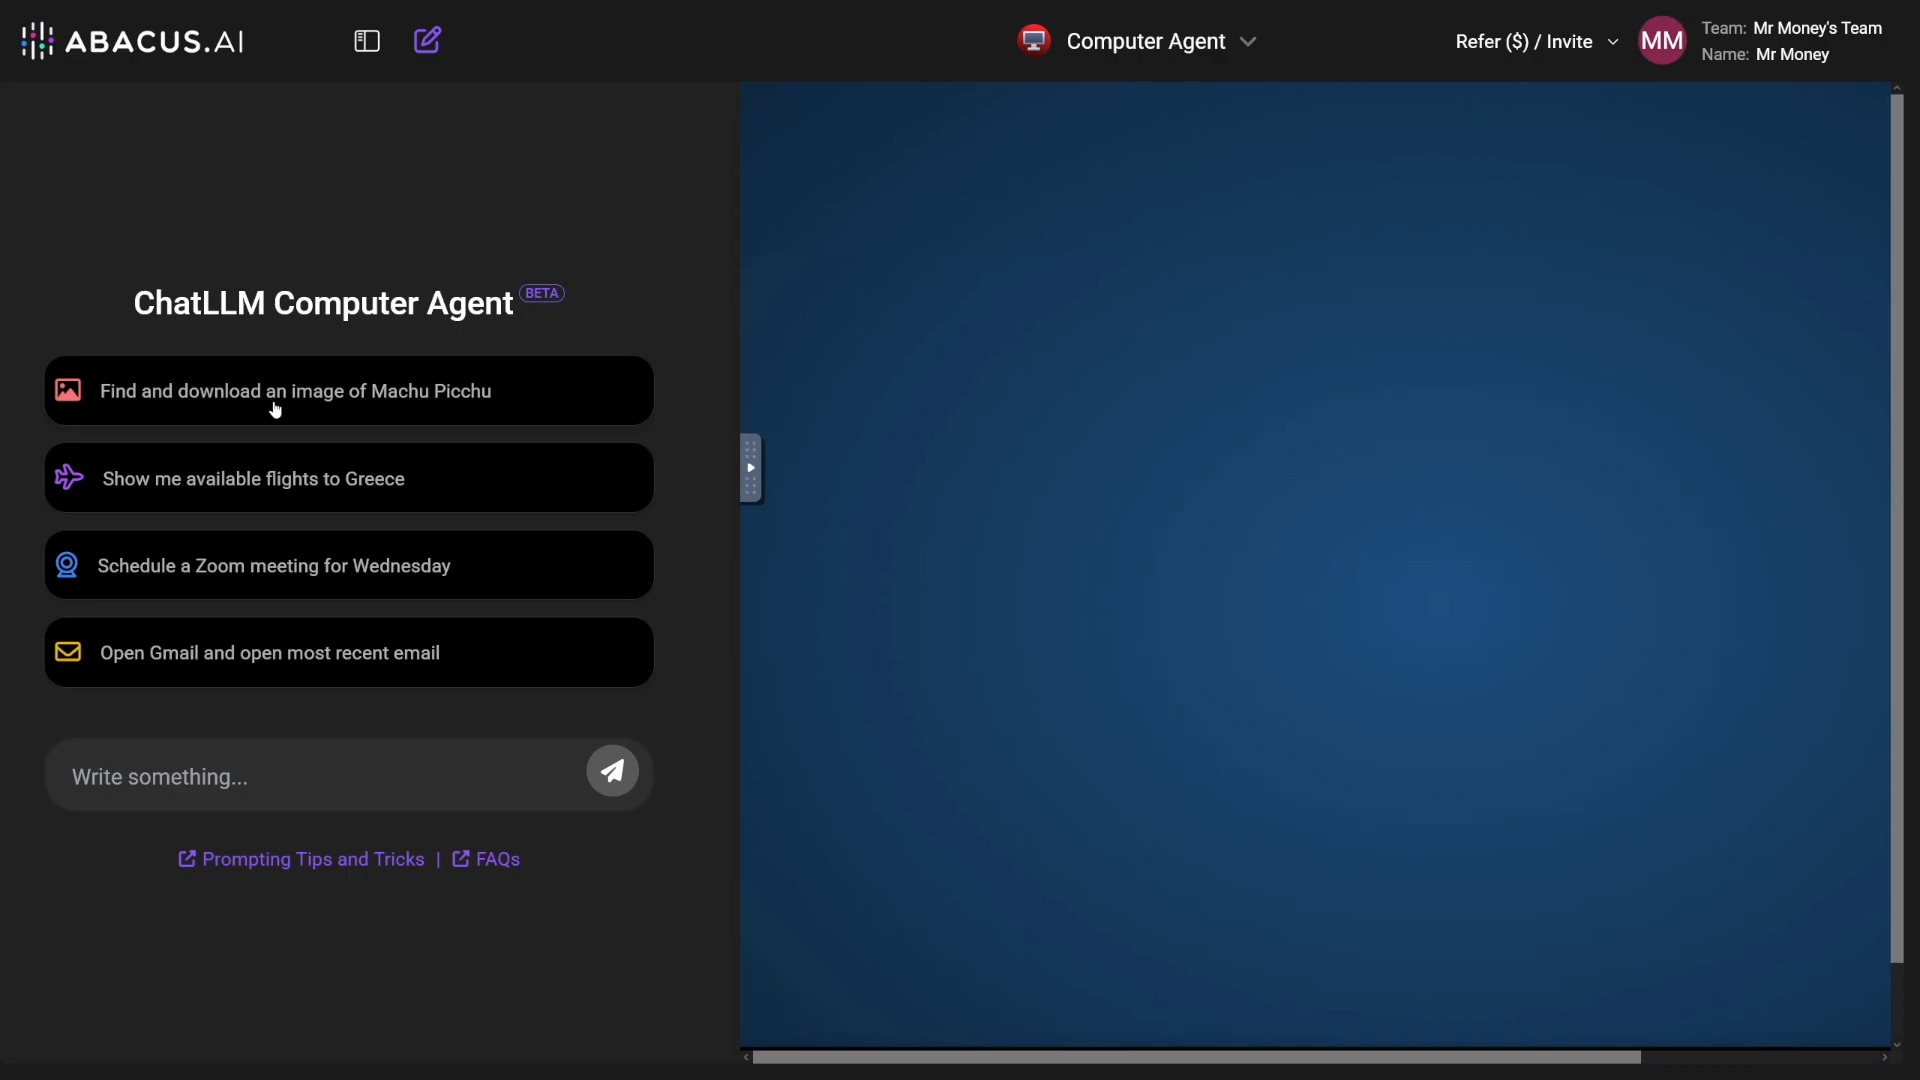 ABACUS.AI
Computer Agent
Refer ($) / Invite
MM
Team: Mr Money's Team
Name: Mr Money
ChatLLM Computer Agent BETA
Find and download an image of Machu Picchu
Show me available flights to Greece
Schedule a Zoom meeting for Wednesday
Open Gmail and open most recent email
Write something...
Prompting Tips and Tricks | FAQs